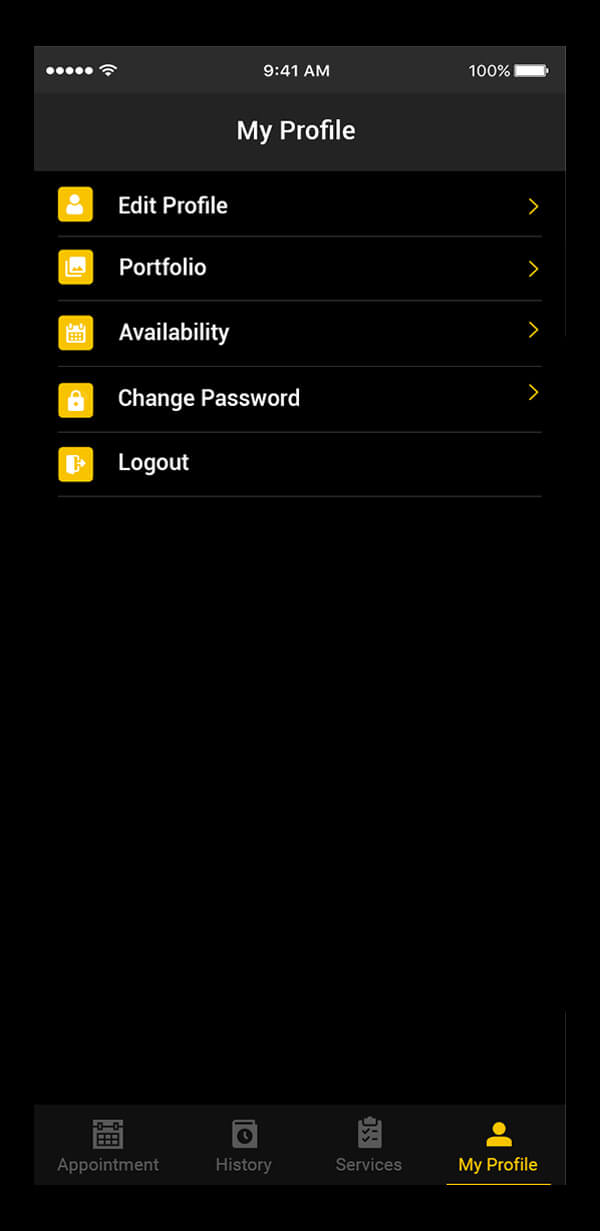 9:41 AM 100%
My Profile
Edit Profile
Portfolio
Availability
Change Password
Logout
Appointment History Services My Profile